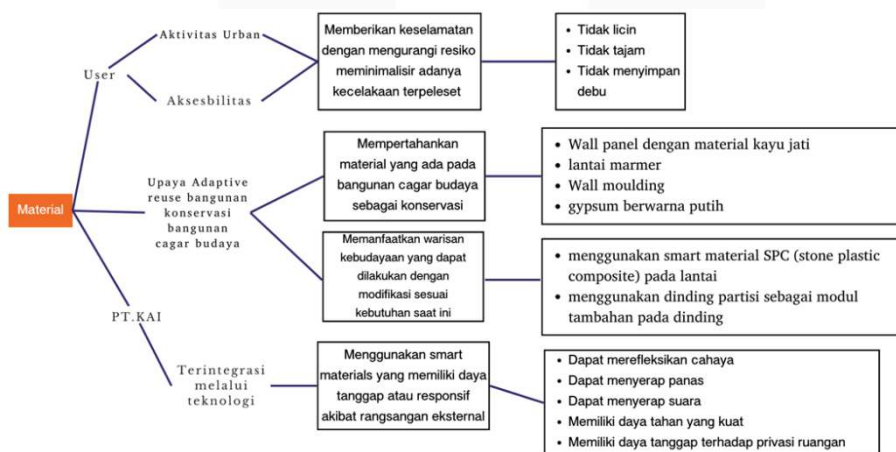 Material
User
Aktivitas Urban
Aksesbilitas
Memberikan keselamatan
dengan mengurangi resiko
meminimalisir adanya
kecelakaan terpeleset
• Tidak licin
• Tidak tajam
• Tidak menyimpan
debu
Upaya Adaptive
reuse bangunan
konservasi
bangunan
cagar budaya
Mempertahankan
material yang ada pada
bangunan cagar budaya
sebagai konservasi
• Wall panel dengan material kayu jati
• lantai marmer
• Wall moulding
• gypsum berwarna putih
Memanfaatkan warisan
kebudayaan yang dapat
dilakukan dengan
modifikasi sesuai
kebutuhan saat ini
• menggunakan smart material SPC (stone plastic
composite) pada lantai
• menggunakan dinding partisi sebagai modul
tambahan pada dinding
PT.KAI
Terintegrasi
melalui
teknologi
Menggunakan smart
materials yang memiliki daya
tanggap atau responsif
akibat rangsangan eksternal
• Dapat merefleksikan cahaya
• Dapat menyerap panas
• Dapat menyerap suara
• Memiliki daya tahan yang kuat
• Memiliki daya tanggap terhadap privasi ruangan